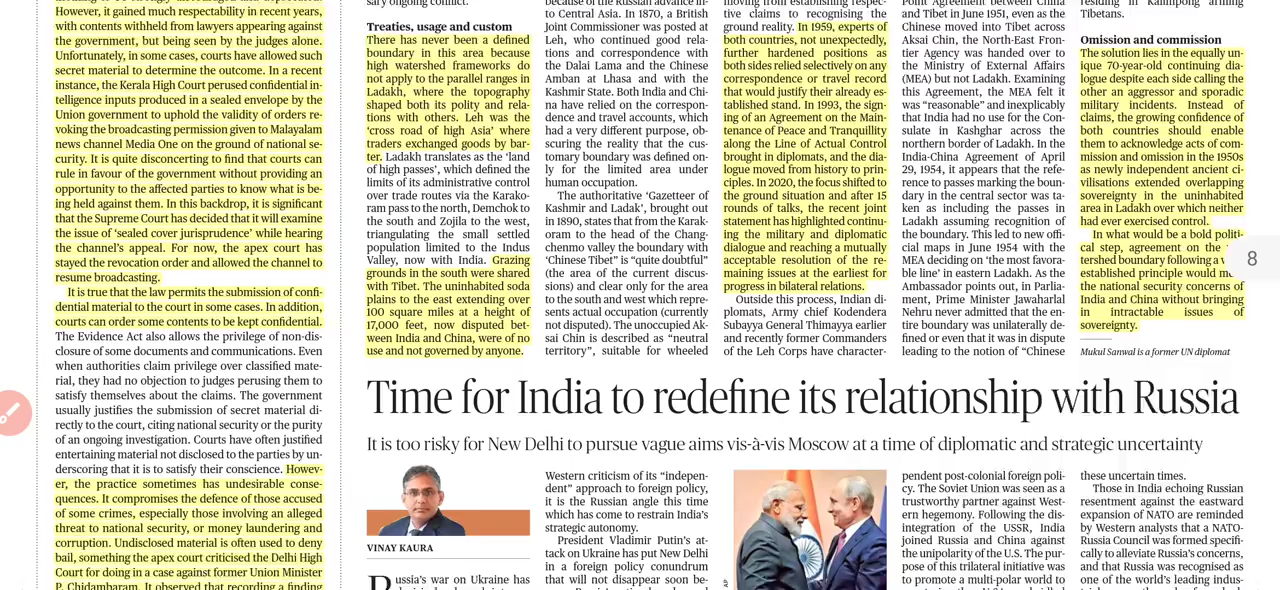 However, it gained much respectability in recent years,
with contents withheld from lawyers appearing against
the government, but being seen by the judges alone.
Unfortunately, in some cases, courts have allowed such
secret material to determine the outcome. In a recent
instance, the Kerala High Court perused confidential in-
telligence inputs produced in a sealed envelope by the
Union government to uphold the validity of orders re-
voking the broadcasting permission given to Malayalam
news channel Media One on the ground of national se-
curity. It is quite disconcerting to find that courts can
rule in favour of the government without providing an
opportunity to the affected parties to know what is be-
ing held against them. In this backdrop, it is significant
that the Supreme Court has decided that it will examine
the issue of ‘sealed cover jurisprudence’ while hearing
the channel’s appeal. For now, the apex court has
stayed the revocation order and allowed the channel to
resume broadcasting.
It is true that the law permits the submission of confi-
dential material to the court in some cases. In addition,
courts can order some contents to be kept confidential.
The Evidence Act also allows the privilege of non-dis-
closure of some documents and communications. Even
when authorities claim privilege over classified mate-
rial, they had no objection to judges perusing them to
satisfy themselves about the claims. The government
usually justifies the submission of secret material di-
rectly to the court, citing national security or the purity
of an ongoing investigation. Courts have often justified
entertaining material not disclosed to the parties by un-
derscoring that it is to satisfy their conscience. Howev-
er, the practice sometimes has undesirable conse-
quences. It compromises the defence of those accused
of some crimes, especially those involving an alleged
threat to national security, or money laundering and
corruption. Undisclosed material is often used to deny
bail, something the apex court criticised the Delhi High
Court for doing in a case against former Union Minister
P. Chidambaram. It observed that recording a finding
sary ongoing conflict.
Treaties, usage and custom
There has never been a defined
boundary in this area because
high watershed frameworks do
not apply to the parallel ranges in
Ladakh, where the topography
shaped both its polity and rela-
tions with others. Leh was the
‘cross road of high Asia’ where
traders exchanged goods by bar-
ter. Ladakh translates as the ‘land
of high passes’, which defined the
limits of its administrative control
over trade routes via the Karako-
ram pass to the north, Demchok to
the south and Zojila to the west,
triangulating the small settled
population limited to the Indus
Valley, now with India. Grazing
grounds in the south were shared
with Tibet. The uninhabited soda
plains to the east extending over
100 square miles at a height of
17,000 feet, now disputed bet-
ween India and China, were of no
use and not governed by anyone.
because of the Russian advance in-
to Central Asia. In 1870, a British
Joint Commissioner was posted at
Leh, who continued good rela-
tions and correspondence with
the Dalai Lama and the Chinese
Amban at Lhasa and with the
Kashmir State. Both India and Chi-
na have relied on the correspon-
dence and travel accounts, which
had a very different purpose, ob-
scuring the reality that the cus-
tomary boundary was defined on-
ly for the limited area under
human occupation.
The authoritative ‘Gazetteer of
Kashmir and Ladak’, brought out
in 1890, states that from the Karak-
oram to the head of the Chang-
chenmo valley the boundary with
‘Chinese Tibet” is “quite doubtful”
(the area of the current discus-
sions) and clear only for the area
to the south and west which repre-
sents actual occupation (currently
not disputed). The unoccupied Ak-
sai Chin is described as “neutral
territory”, suitable for wheeled
moving from establishing respec-
tive claims to recognising the
ground reality. In 1959, experts of
both countries, not unexpectedly,
further hardened positions as
both sides relied selectively on any
correspondence or travel record
that would justify their already es-
tablished stand. In 1993, the sign-
ing of an Agreement on the Main-
tenance of Peace and Tranquillity
along the Line of Actual Control
brought in diplomats, and the dia-
logue moved from history to prin-
ciples. In 2020, the focus shifted to
the ground situation and after 15
rounds of talks, the recent joint
statement has highlighted continu-
ing the military and diplomatic
dialogue and reaching a mutually
acceptable resolution of the re-
maining issues at the earliest for
progress in bilateral relations.
Outside this process, Indian di-
plomats, Army chief Kodendera
Subayya General Thimayya earlier
and recently former Commanders
of the Leh Corps have character-
Point Agreement between China
and Tibet in June 1951, even as the
Chinese moved into Tibet across
Aksai Chin, the North-East Fron-
tier Agency was handed over to
the Ministry of External Affairs
(MEA) but not Ladakh. Examining
this Agreement, the MEA felt it
was “reasonable” and inexplicably
that India had no use for the Con-
sulate in Kashghar across the
northern border of Ladakh. In the
India-China Agreement of April
29, 1954, it appears that the refe-
rence to passes marking the boun-
dary in the central sector was ta-
ken as including the passes in
Ladakh assuming recognition of
the boundary. This led to new offi-
cial maps in June 1954 with the
MEA deciding on ‘the most favora-
ble line’ in eastern Ladakh. As the
Ambassador points out, in Parlia-
ment, Prime Minister Jawaharlal
Nehru never admitted that the en-
tire boundary was unilaterally de-
fined or even that it was in dispute
leading to the notion of “Chinese
residing in Kalimpong arming
Tibetans.
Omission and commission
The solution lies in the equally un-
ique 70-year-old continuing dia-
logue despite each side calling the
other an aggressor and sporadic
military incidents. Instead of
claims, the growing confidence of
both countries should enable
them to acknowledge acts of com-
mission and omission in the 1950s
as newly independent ancient ci-
vilisations extended overlapping
sovereignty in the uninhabited
area in Ladakh over which neither
had ever exercised control.
In what would be a bold politi-
cal step, agreement on the
tershed boundary following a
established principle would
the national security concerns of
India and China without bringing
in intractable issues of
sovereignty.
Mukul Sanwal is a former UN diplomat
8
Time for India to redefine its relationship with Russia
It is too risky for New Delhi to pursue vague aims vis-à-vis Moscow at a time of diplomatic and strategic uncertainty
VINAY KAURA
Russia’s war on Ukraine has
Western criticism of its “indepen-
dent” approach to foreign policy,
it is the Russian angle this time
which has come to restrain India’s
strategic autonomy.
President Vladimir Putin’s at-
tack on Ukraine has put New Delhi
in a foreign policy conundrum
that will not disappear soon be-
AP
pendent post-colonial foreign poli-
cy. The Soviet Union was seen as a
trustworthy partner against West-
ern hegemony. Following the dis-
integration of the USSR, India
joined Russia and China against
the unipolarity of the U.S. The pur-
pose of this trilateral initiative was
to promote a multi-polar world to
these uncertain times.
Those in India echoing Russian
resentment against the eastward
expansion of NATO are reminded
by Western analysts that a NATO-
Russia Council was formed specifi-
cally to alleviate Russia’s concerns,
and that Russia was recognised as
one of the world’s leading indus-